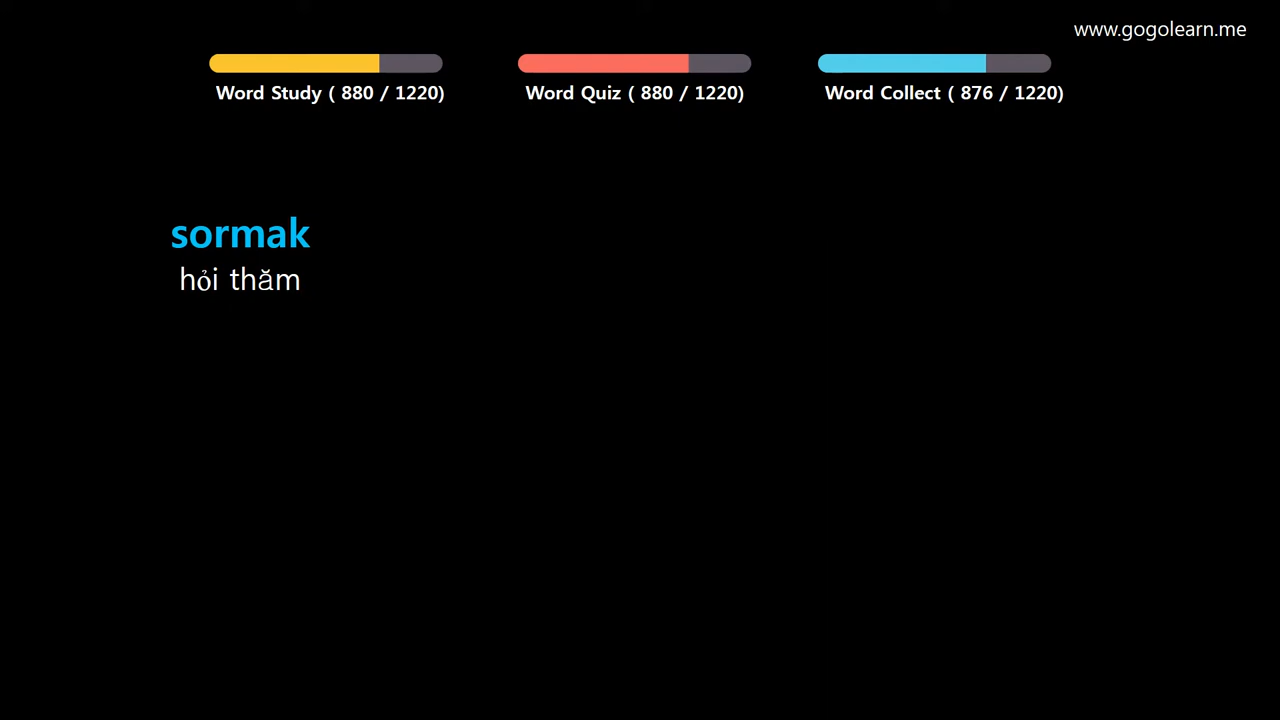 www.gogolearn.me
Word Study ( 880 / 1220)
Word Quiz ( 880 / 1220)
Word Collect ( 876 / 1220)
sormak
hỏi thăm